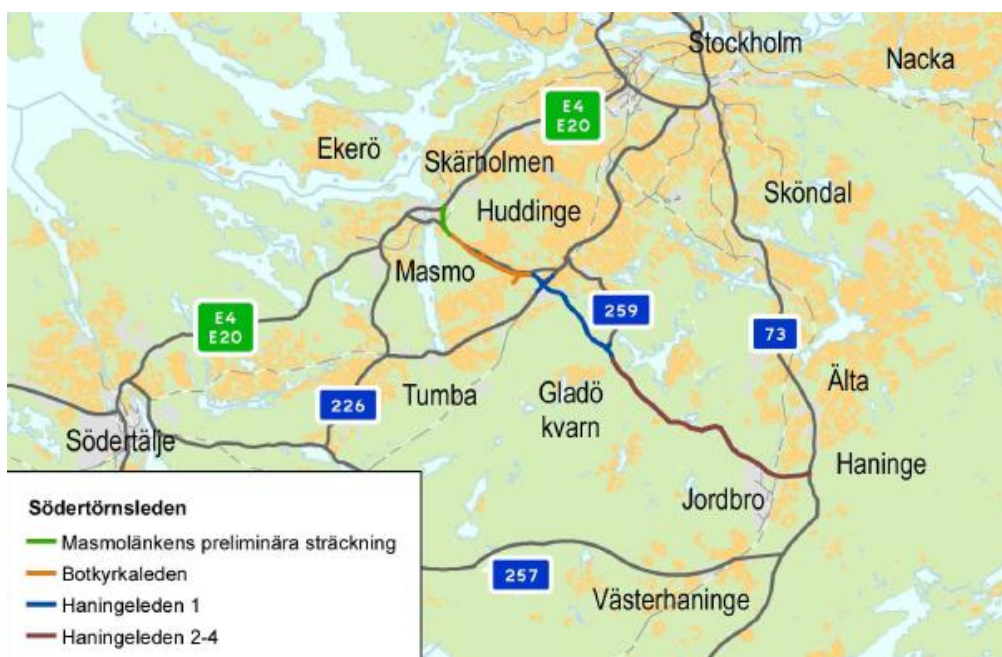 Stockholm
Nacka
E4
E20
Ekerö
Skärholmen
Sköndal
Huddinge
Masmo
E4
E20
259
73
Älta
226
Tumba
Gladö
kvarn
Södertälje
Haninge
Jordbro
257
Västerhaninge
Södertörnsleden
Masmolänkens preliminära sträckning
Botkyrkaleden
Haningeleden 1
Haningeleden 2-4